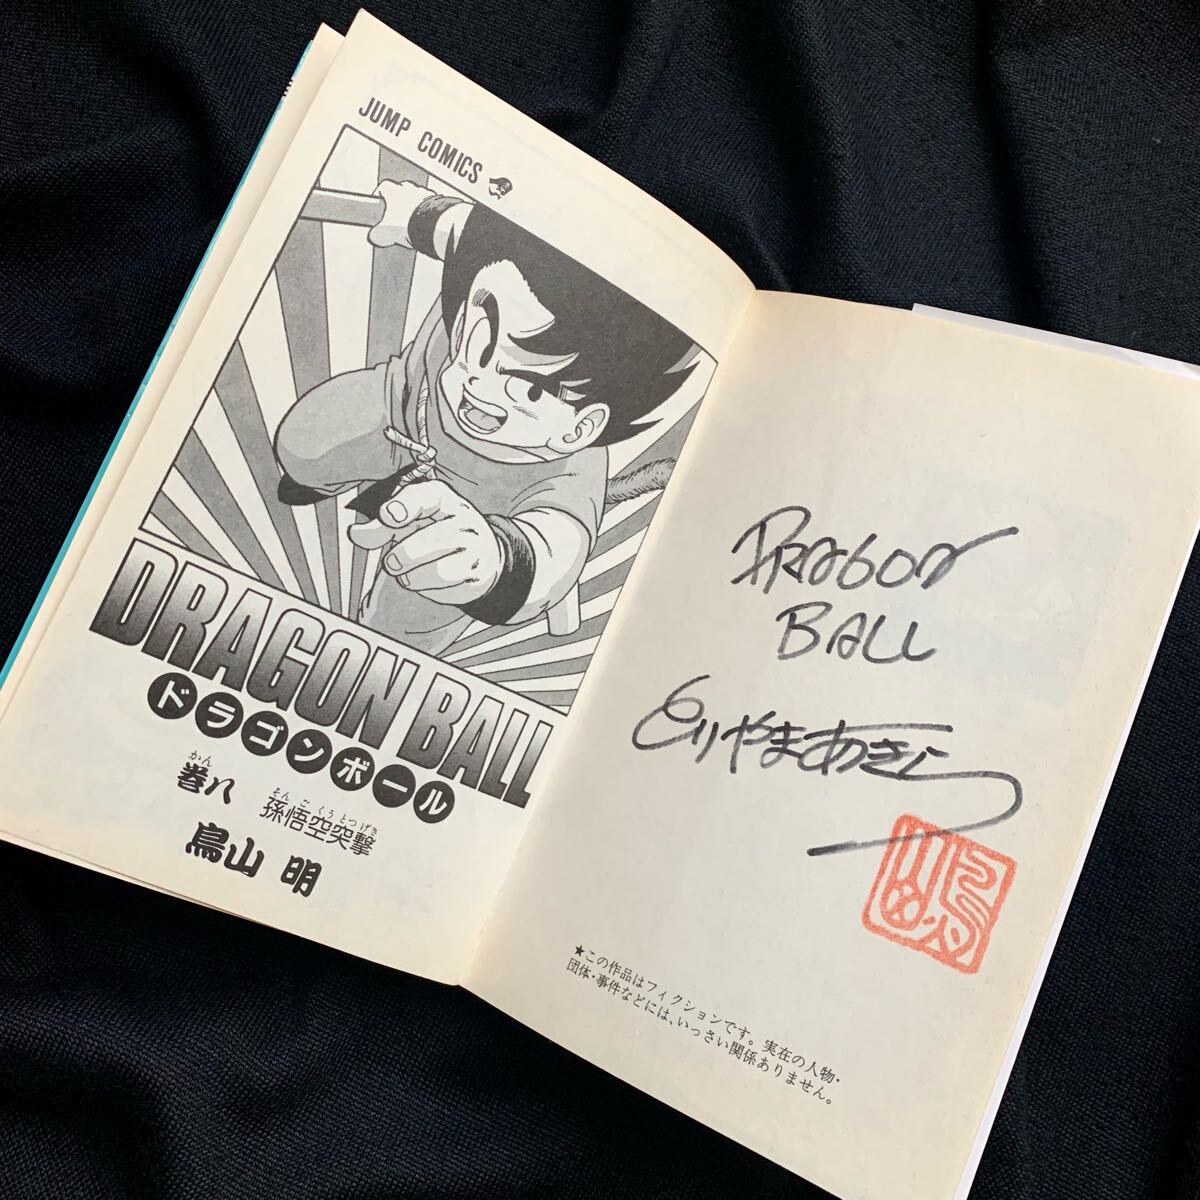 JUMP COMICS
DRAGON BALL
ドラゴンボール
かん
巻八
そんごくうとつげき
孫悟空突撃
鳥山明
DRAGON
BALL
とりやまあきら
★この作品はフィクションです。実在の人物・
団体・事件などには、いっさい関係ありません。